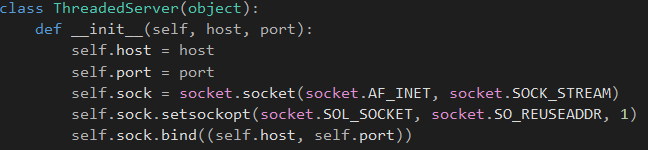 class ThreadedServer(object):
    def __init__(self, host, port):
        self.host = host
        self.port = port
        self.sock = socket.socket(socket.AF_INET, socket.SOCK_STREAM)
        self.sock.setsockopt(socket.SOL_SOCKET, socket.SO_REUSEADDR, 1)
        self.sock.bind((self.host, self.port))